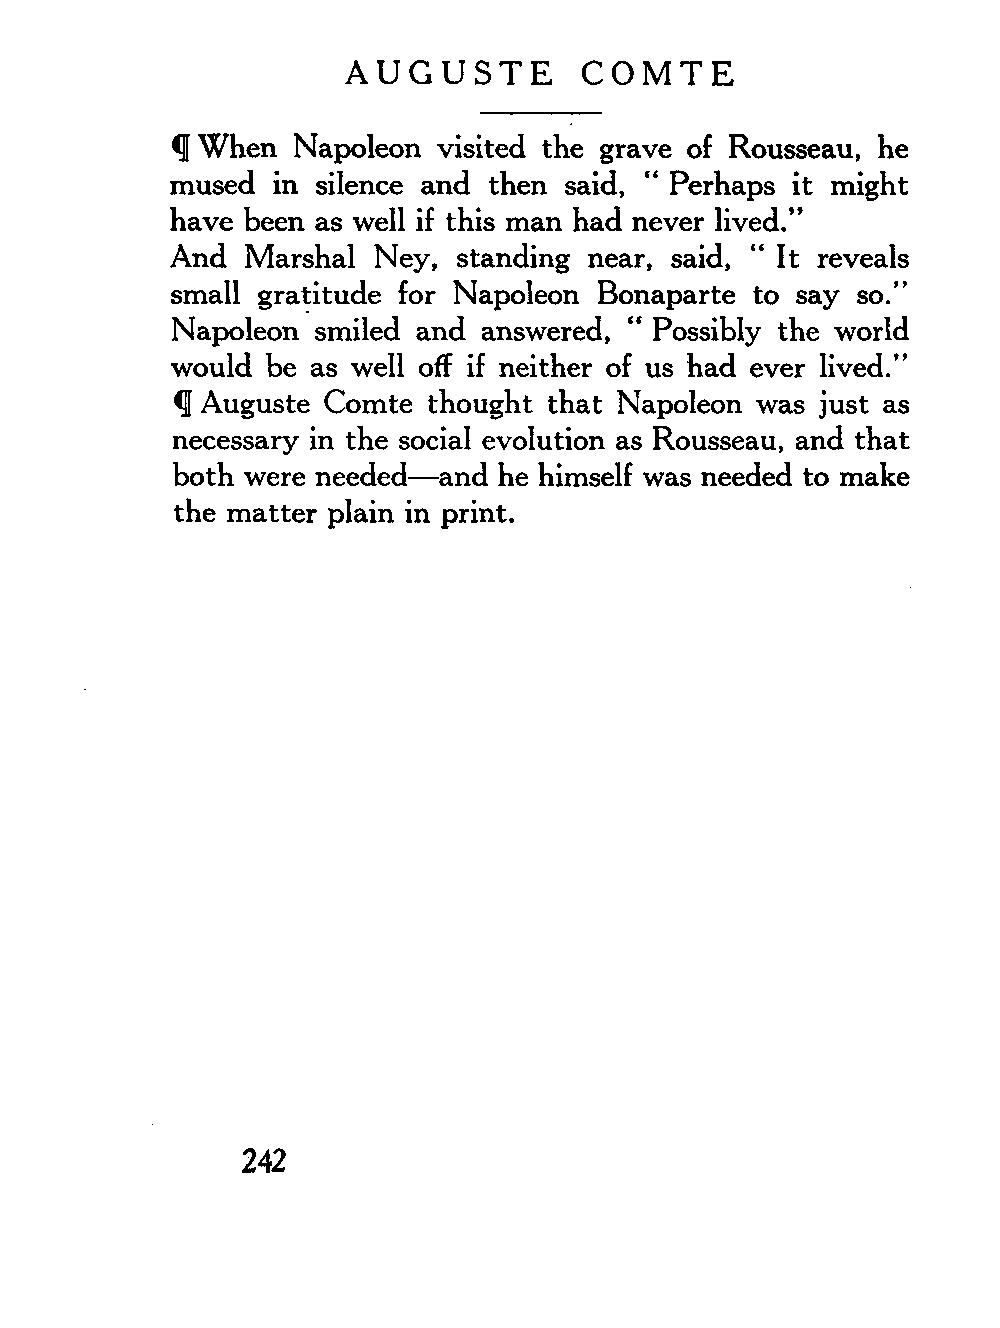 AUGUSTE COMTE
¶ When Napoleon visited the grave of Rousseau, he
mused in silence and then said, “ Perhaps it might
have been as well if this man had never lived.”
And Marshal Ney, standing near, said, “ It reveals
small gratitude for Napoleon Bonaparte to say so.”
Napoleon smiled and answered, “ Possibly the world
would be as well off if neither of us had ever lived.”
¶ Auguste Comte thought that Napoleon was just as
necessary in the social evolution as Rousseau, and that
both were needed—and he himself was needed to make
the matter plain in print.
242